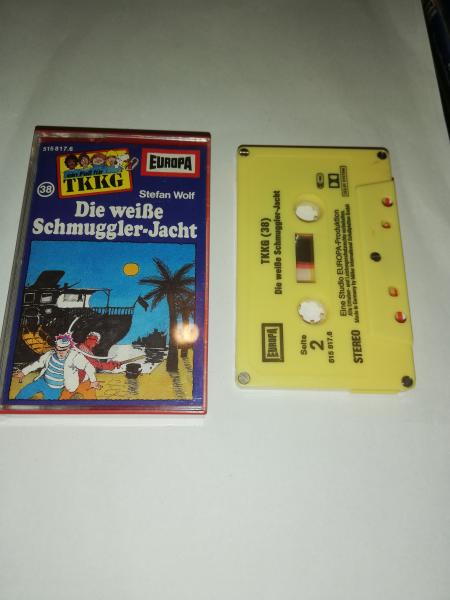 515 817.6
ein Fall für
TKKG
EUROPA
38
Stefan Wolf
Die weiße
Schmuggler-Jacht
TKKG (38)
Die weisse Schmuggler-Jacht
EUROPA
Seite
2
515 817.6
Eine Studio EUROPA-Produktion
STEREO